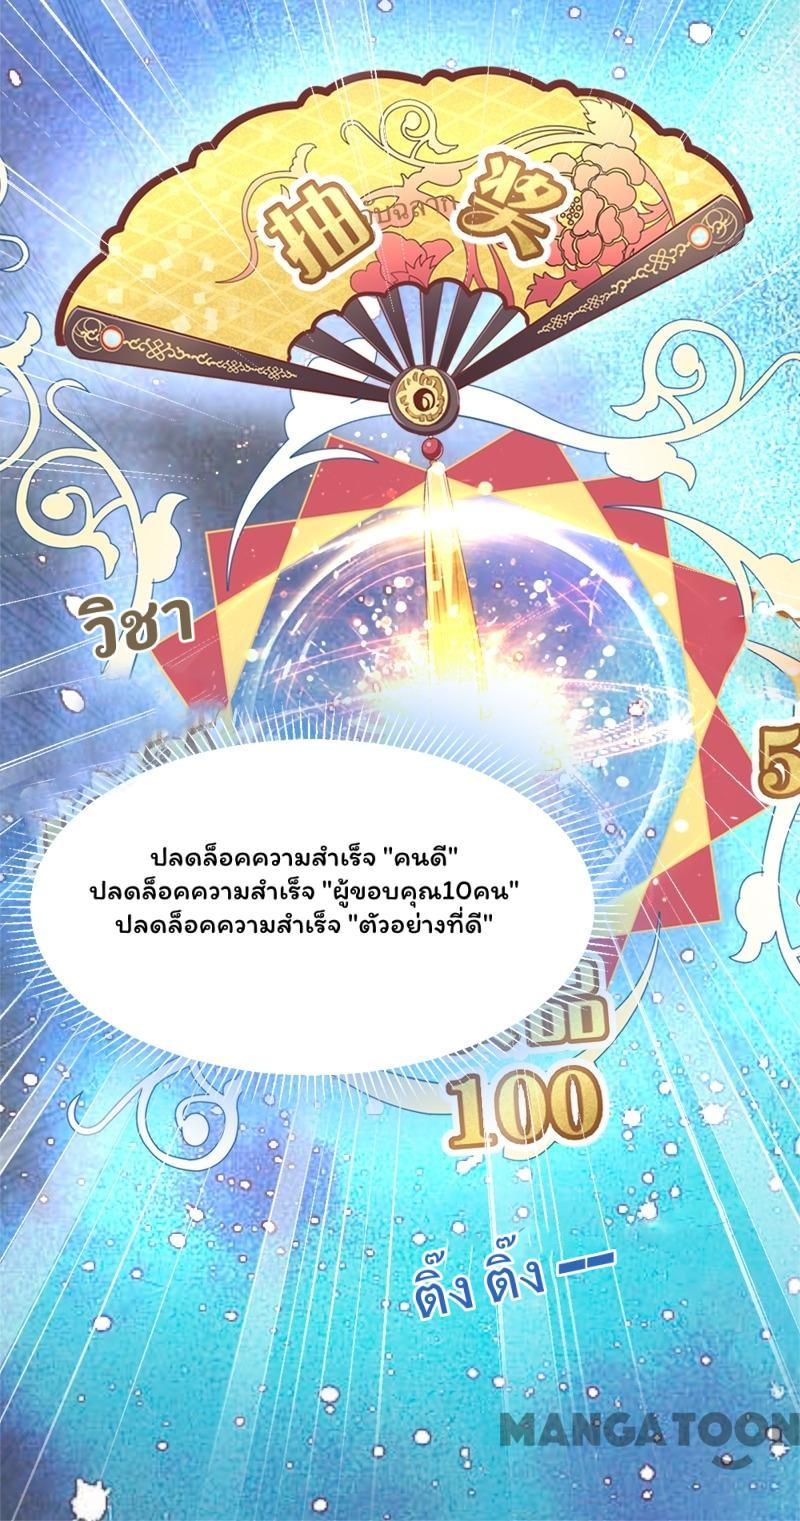 抽 奖
วิชา
5
ปลดล็อคความสำเร็จ "คนดี"
ปลดล็อคความสำเร็จ "ผู้ขอบคุณ10คน"
ปลดล็อคความสำเร็จ "ตัวอย่างที่ดี"
品
100
ติ๊ง ติ๊ง --
MANGATOON